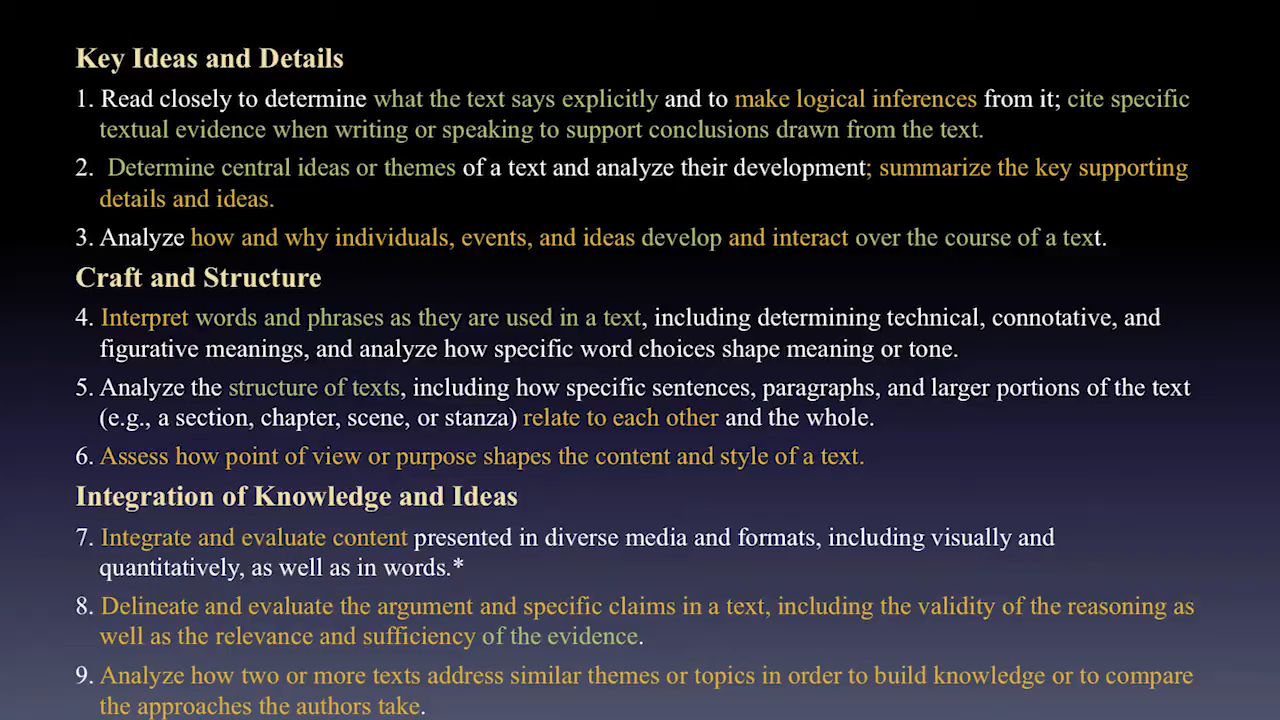 Key Ideas and Details
1. Read closely to determine what the text says explicitly and to make logical inferences from it; cite specific
textual evidence when writing or speaking to support conclusions drawn from the text.
2. Determine central ideas or themes of a text and analyze their development; summarize the key supporting
details and ideas.
3. Analyze how and why individuals, events, and ideas develop and interact over the course of a text.
Craft and Structure
4. Interpret words and phrases as they are used in a text, including determining technical, connotative, and
figurative meanings, and analyze how specific word choices shape meaning or tone.
5. Analyze the structure of texts, including how specific sentences, paragraphs, and larger portions of the text
(e.g., a section, chapter, scene, or stanza) relate to each other and the whole.
6. Assess how point of view or purpose shapes the content and style of a text.
Integration of Knowledge and Ideas
7. Integrate and evaluate content presented in diverse media and formats, including visually and
quantitatively, as well as in words.*
8. Delineate and evaluate the argument and specific claims in a text, including the validity of the reasoning as
well as the relevance and sufficiency of the evidence.
9. Analyze how two or more texts address similar themes or topics in order to build knowledge or to compare
the approaches the authors take.